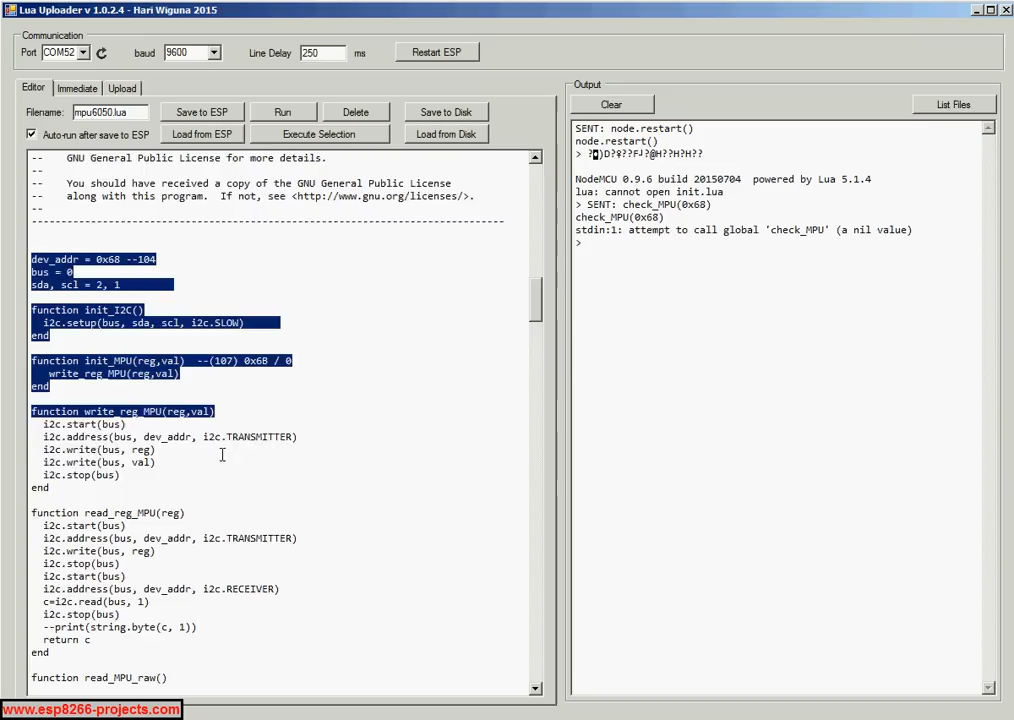 Lua Uploader v 1.0.2.4 - Hari Wiguna 2015
Communication
Port COM52 baud 9600 Line Delay 250 ms Restart ESP
Editor Immediate Upload
Filename: mpu6050.lua Save to ESP Run Delete Save to Disk
Auto-run after save to ESP Load from ESP Execute Selection Load from Disk
-- GNU General Public License for more details.
--
-- You should have received a copy of the GNU General Public License
-- along with this program. If not, see <http://www.gnu.org/licenses/>.
--
--------------------------------------------------------------------------------
dev_addr = 0x68 --104
bus = 0
sda, scl = 2, 1
function init_I2C()
i2c.setup(bus, sda, scl, i2c.SLOW)
end
function init_MPU(reg,val) --(107) 0x6B / 0
write_reg_MPU(reg,val)
end
function write_reg_MPU(reg,val)
i2c.start(bus)
i2c.address(bus, dev_addr, i2c.TRANSMITTER)
i2c.write(bus, reg)
i2c.write(bus, val)
i2c.stop(bus)
end
function read_reg_MPU(reg)
i2c.start(bus)
i2c.address(bus, dev_addr, i2c.TRANSMITTER)
i2c.write(bus, reg)
i2c.stop(bus)
i2c.start(bus)
i2c.address(bus, dev_addr, i2c.RECEIVER)
c=i2c.read(bus, 1)
i2c.stop(bus)
--print(string.byte(c, 1))
return c
end
function read_MPU_raw()
Output
Clear List Files
SENT: node.restart()
node.restart()
>
NodeMCU 0.9.6 build 20150704 powered by Lua 5.1.4
lua: cannot open init.lua
> SENT: check_MPU(0x68)
check_MPU(0x68)
stdin:1: attempt to call global 'check_MPU' (a nil value)
>
www.esp8266-projects.com